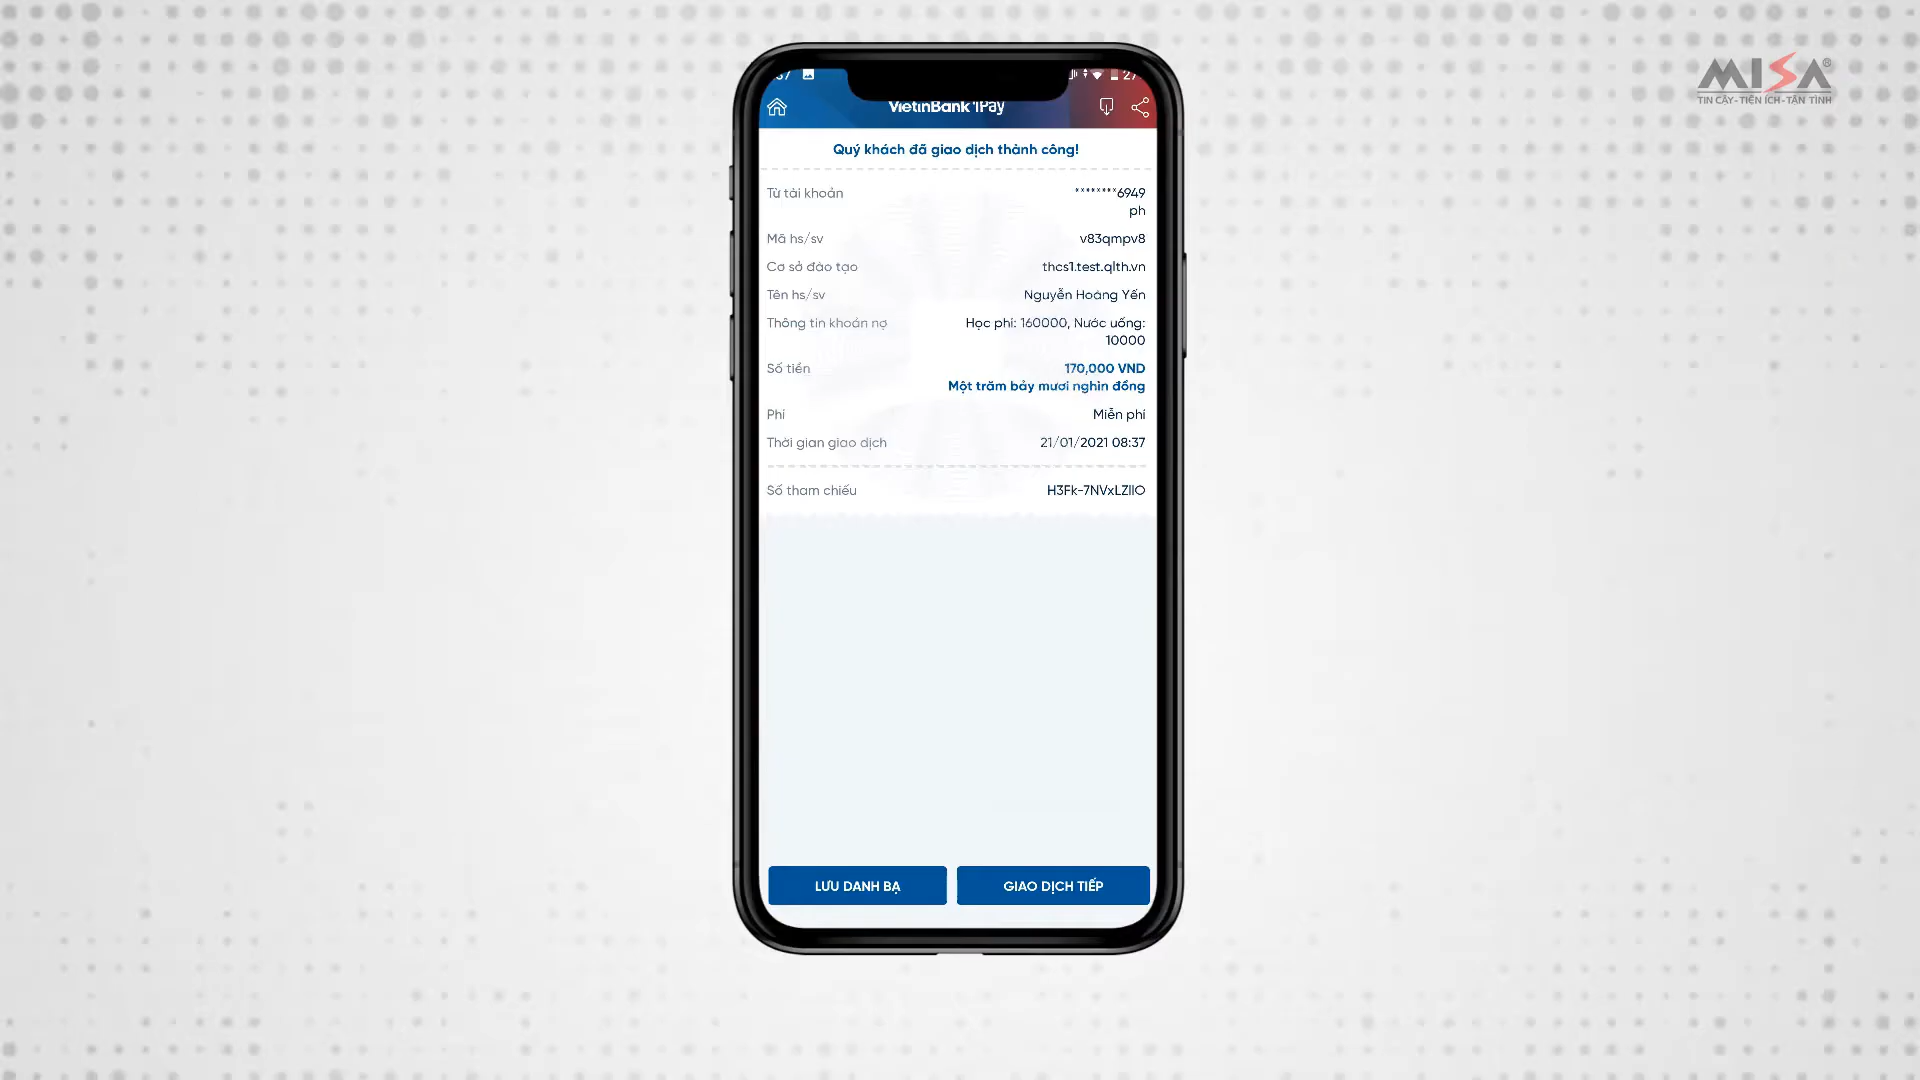 MISA®
TIN CẬY - TIỆN ÍCH - TẬN TÌNH
27
VietinBank iPay
Quý khách đã giao dịch thành công!
Từ tài khoản ********6949
ph
Mã hs/sv v83qmpv8
Cơ sở đào tạo thcs1.test.qlth.vn
Tên hs/sv Nguyễn Hoàng Yến
Thông tin khoản nợ Học phí: 160000, Nước uống:
10000
Số tiền 170,000 VND
Một trăm bảy mươi nghìn đồng
Phí Miễn phí
Thời gian giao dịch 21/01/2021 08:37
Số tham chiếu H3Fk-7NVxLZIIO
LƯU DANH BẠ GIAO DỊCH TIẾP